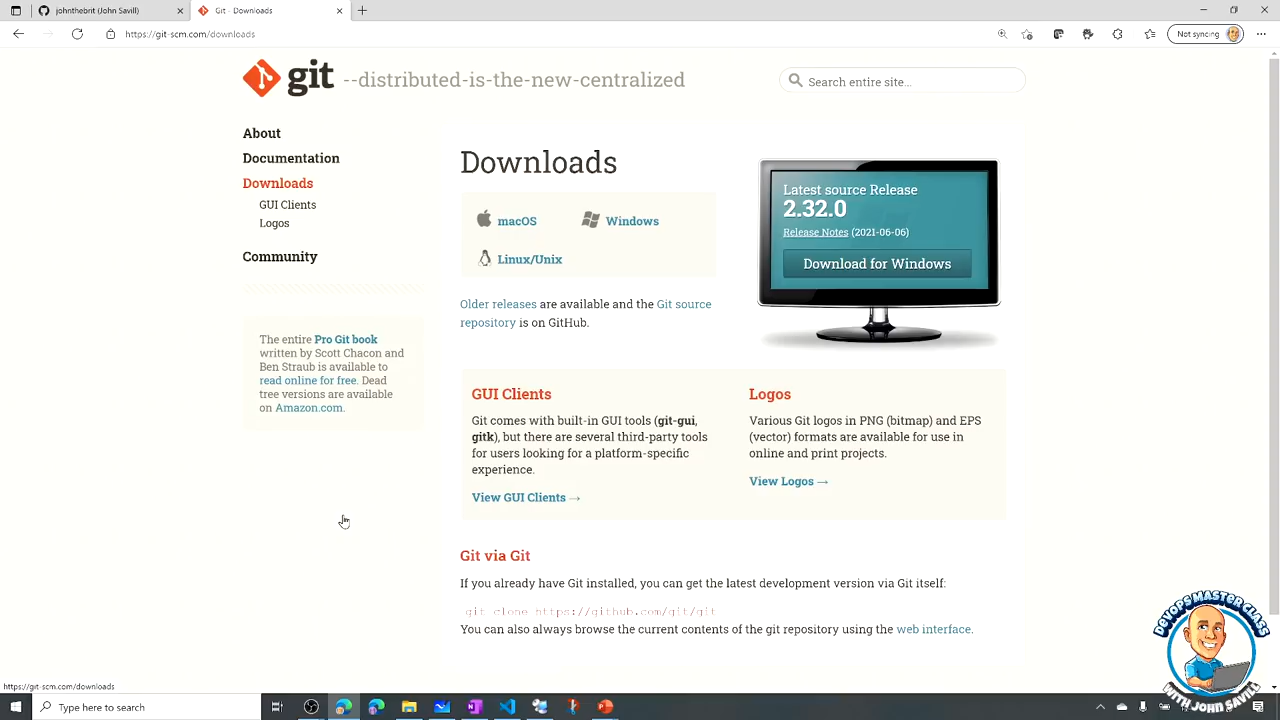 johnthebrit (John Savill)
Git - Downloads
https://git-scm.com/downloads
Not syncing
git --distributed-is-the-new-centralized
Search entire site...
About
Documentation
Downloads
GUI Clients
Logos
Community
The entire Pro Git book
written by Scott Chacon and
Ben Straub is available to
read online for free. Dead
tree versions are available
on Amazon.com.
Downloads
macOS
Windows
Linux/Unix
Older releases are available and the Git source
repository is on GitHub.
Latest source Release
2.32.0
Release Notes (2021-06-06)
Download for Windows
GUI Clients
Git comes with built-in GUI tools (git-gui,
gitk), but there are several third-party tools
for users looking for a platform-specific
experience.
View GUI Clients →
Logos
Various Git logos in PNG (bitmap) and EPS
(vector) formats are available for use in
online and print projects.
View Logos →
Git via Git
If you already have Git installed, you can get the latest development version via Git itself:
git clone https://github.com/git/git
You can also always browse the current contents of the git repository using the web interface.
https://git-scm.com/downloads
Type here to search
DEVOPS MASTER CLASS
WITH JOHN SAVILL